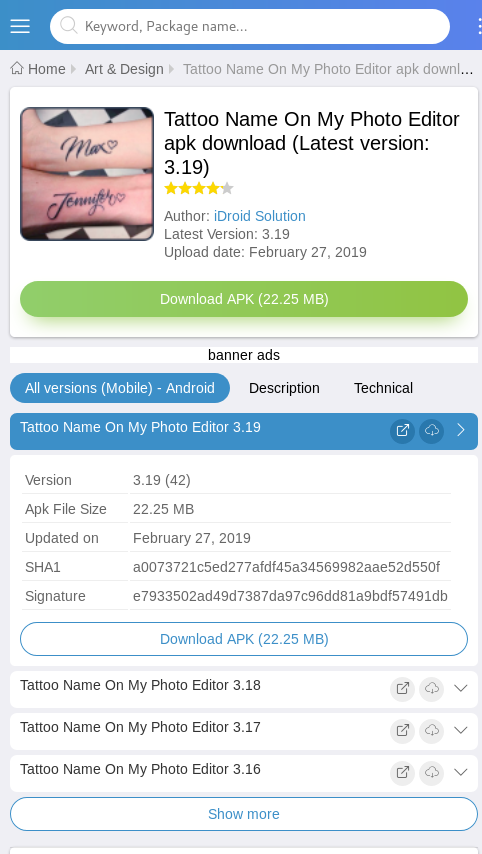 Keyword, Package name...
Home Art & Design Tattoo Name On My Photo Editor apk downl...
Max
Jennifer
Tattoo Name On My Photo Editor
apk download (Latest version:
3.19)
Author: iDroid Solution
Latest Version: 3.19
Upload date: February 27, 2019
Download APK (22.25 MB)
banner ads
All versions (Mobile) - Android Description Technical
Tattoo Name On My Photo Editor 3.19
Version 3.19 (42)
Apk File Size 22.25 MB
Updated on February 27, 2019
SHA1 a0073721c5ed277afdf45a34569982aae52d550f
Signature e7933502ad49d7387da97c96dd81a9bdf57491db
Download APK (22.25 MB)
Tattoo Name On My Photo Editor 3.18
Tattoo Name On My Photo Editor 3.17
Tattoo Name On My Photo Editor 3.16
Show more